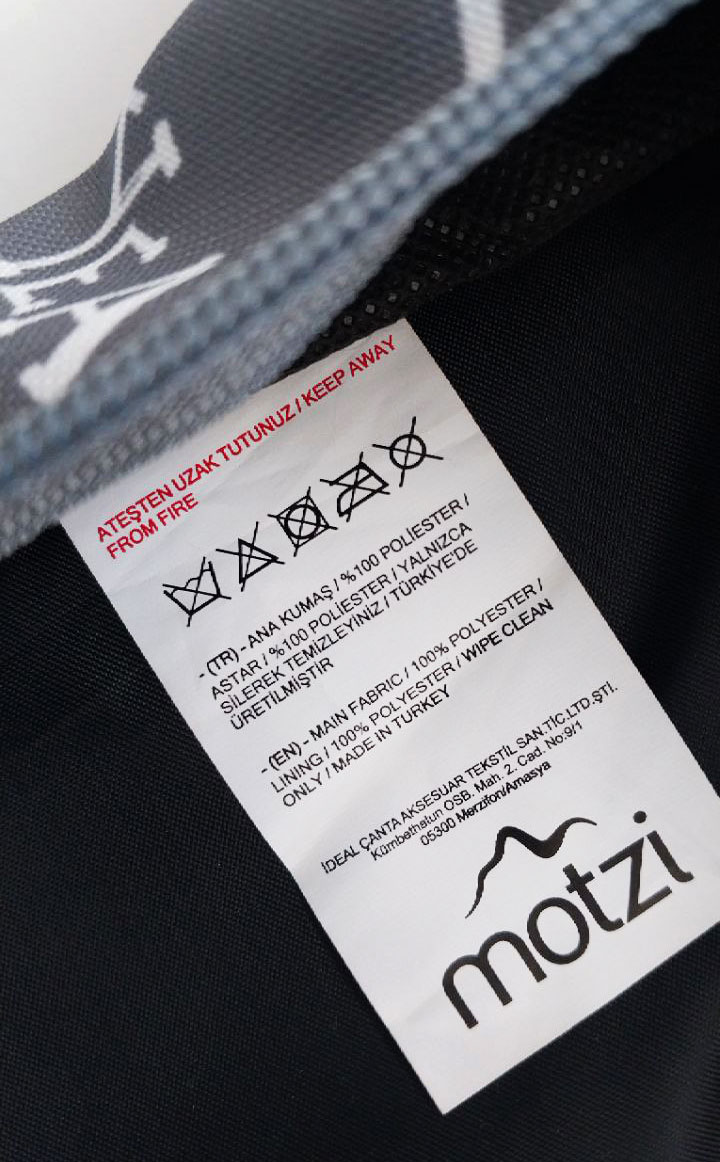 ATEŞTEN UZAK TUTUNUZ / KEEP AWAY
FROM FIRE
- (TR) - ANA KUMAŞ / %100 POLİESTER /
ASTAR / %100 POLİESTER / YALNIZCA
SİLEREK TEMİZLEYİNİZ / TÜRKİYE'DE
ÜRETİLMİŞTİR
- (EN) - MAIN FABRIC / 100% POLYESTER /
LINING / 100% POLYESTER / WIPE CLEAN
ONLY / MADE IN TURKEY
İDEAL ÇANTA AKSESUAR TEKSTİL SAN.TİC.LTD.ŞTİ.
Kümbethatun OSB. Mah. 2. Cad. No:9/1
05300 Merzifon/Amasya
motzi